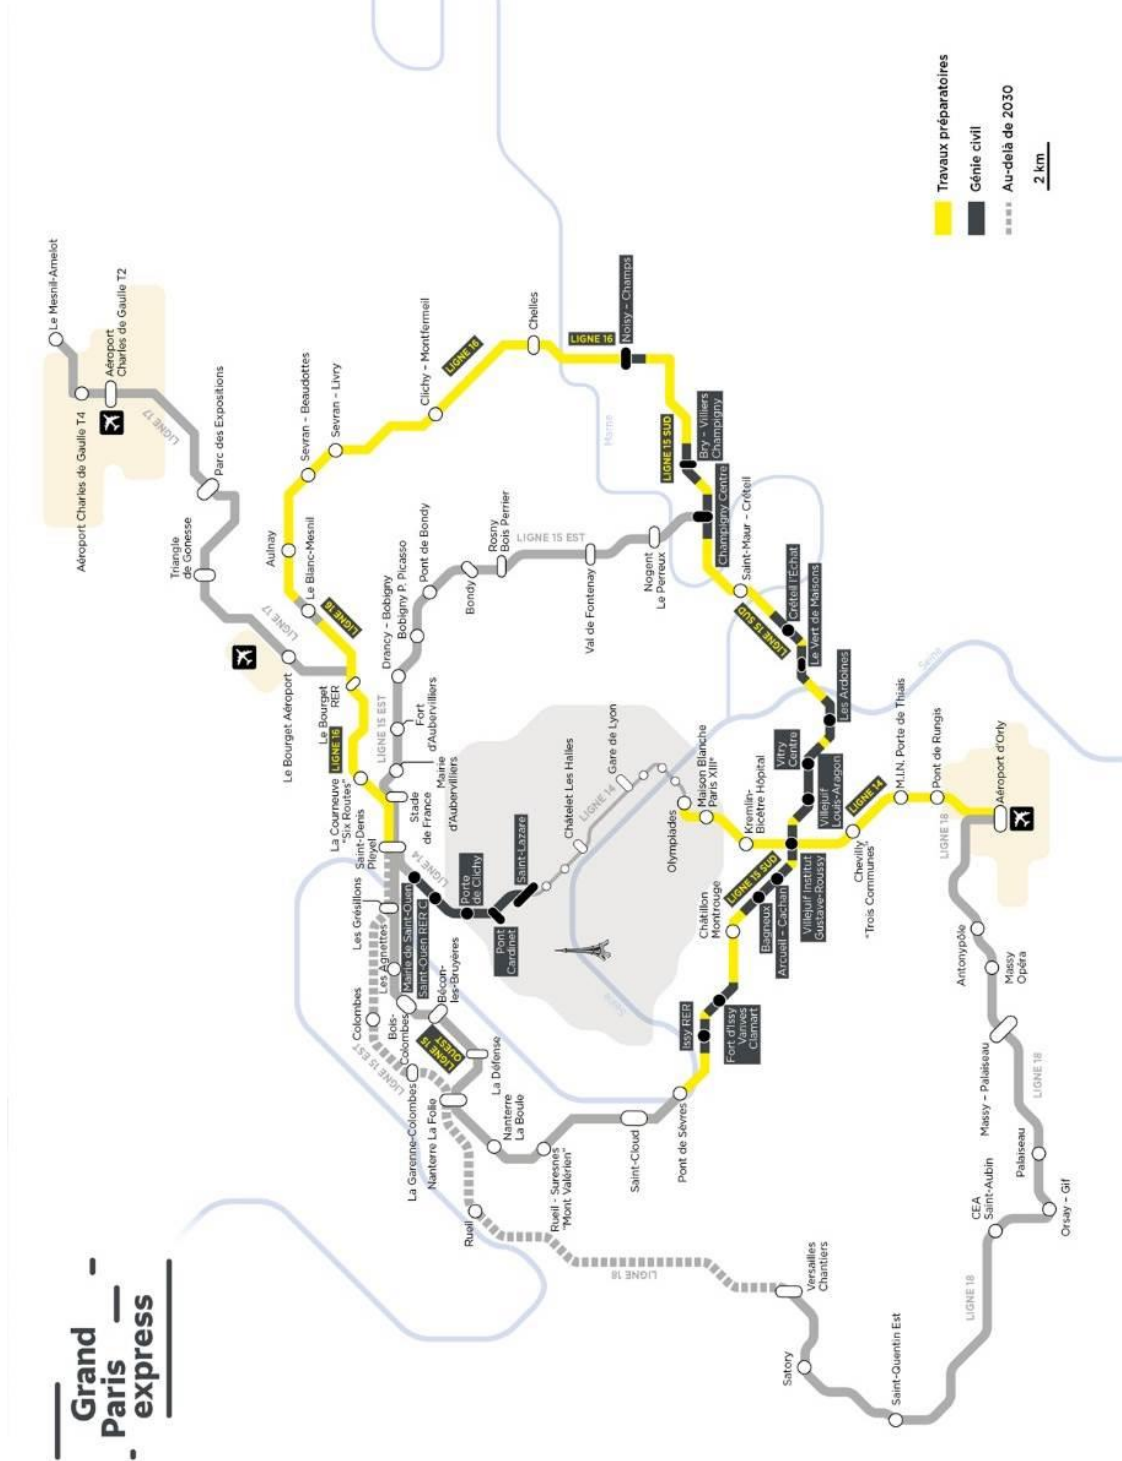 Grand
Paris
express
Le Mesnil-Amelot
Aéroport Charles de Gaulle T4
Aéroport
Charles de Gaulle T2
LIGNE 17
Parc des Expositions
Triangle
de Gonesse
LIGNE 17
Le Bourget Aéroport
Le Bourget
RER
Sevran – Beaudottes
Sevran – Livry
Aulnay
Le Blanc-Mesnil
LIGNE 16
Clichy – Montfermeil
LIGNE 16
Chelles
LIGNE 16
Noisy – Champs
LIGNE 16
La Courneuve
"Six Routes"
Saint-Denis
Pleyel
Stade
de France
Mairie
d'Aubervilliers
LIGNE 15 EST
Fort
d'Aubervilliers
Drancy – Bobigny
Bobigny P. Picasso
Pont de Bondy
Bondy
Rosny
Bois Perrier
LIGNE 15 EST
Val de Fontenay
Nogent
Le Perreux
Marne
LIGNE 15 SUD
Bry – Villiers
Champigny
Champigny Centre
Saint-Maur – Créteil
LIGNE 15 SUD
Créteil l'Échat
Le Vert de Maisons
Les Ardoines
Vitry
Centre
Villejuif
Louis-Aragon
Villejuif Institut
Gustave-Roussy
LIGNE 15 SUD
Arcueil – Cachan
Bagneux
Châtillon
Montrouge
Fort d'Issy
Vanves
Clamart
Issy RER
Pont de Sèvres
Saint-Cloud
Rueil - Suresnes
"Mont Valérien"
Nanterre
La Boule
La Défense
Nanterre La Folie
LIGNE 15
OUEST
Bécon-
les-Bruyères
Bois-
Colombes
Les Agnettes
Les Grésillons
Colombes
LIGNE 15 EST
La Garenne-Colombes
Rueil
LIGNE 18
LIGNE 14
Mairie de Saint-Ouen
Saint-Ouen RER C
Porte
de Clichy
Pont
Cardinet
Saint-Lazare
Châtelet Les Halles
LIGNE 14
Gare de Lyon
Olympiades
Maison Blanche
Paris XIIIᵉ
Kremlin-
Bicêtre Hôpital
Seine
Seine
Chevilly
"Trois Communes"
LIGNE 14
M.I.N. Porte de Thiais
Pont de Rungis
Aéroport d'Orly
LIGNE 18
Antonypôle
Massy
Opéra
Massy – Palaiseau
LIGNE 18
Palaiseau
Orsay – Gif
CEA
Saint-Aubin
LIGNE 18
Saint-Quentin Est
Satory
Versailles
Chantiers
Travaux préparatoires
Génie civil
Au-delà de 2030
2 km